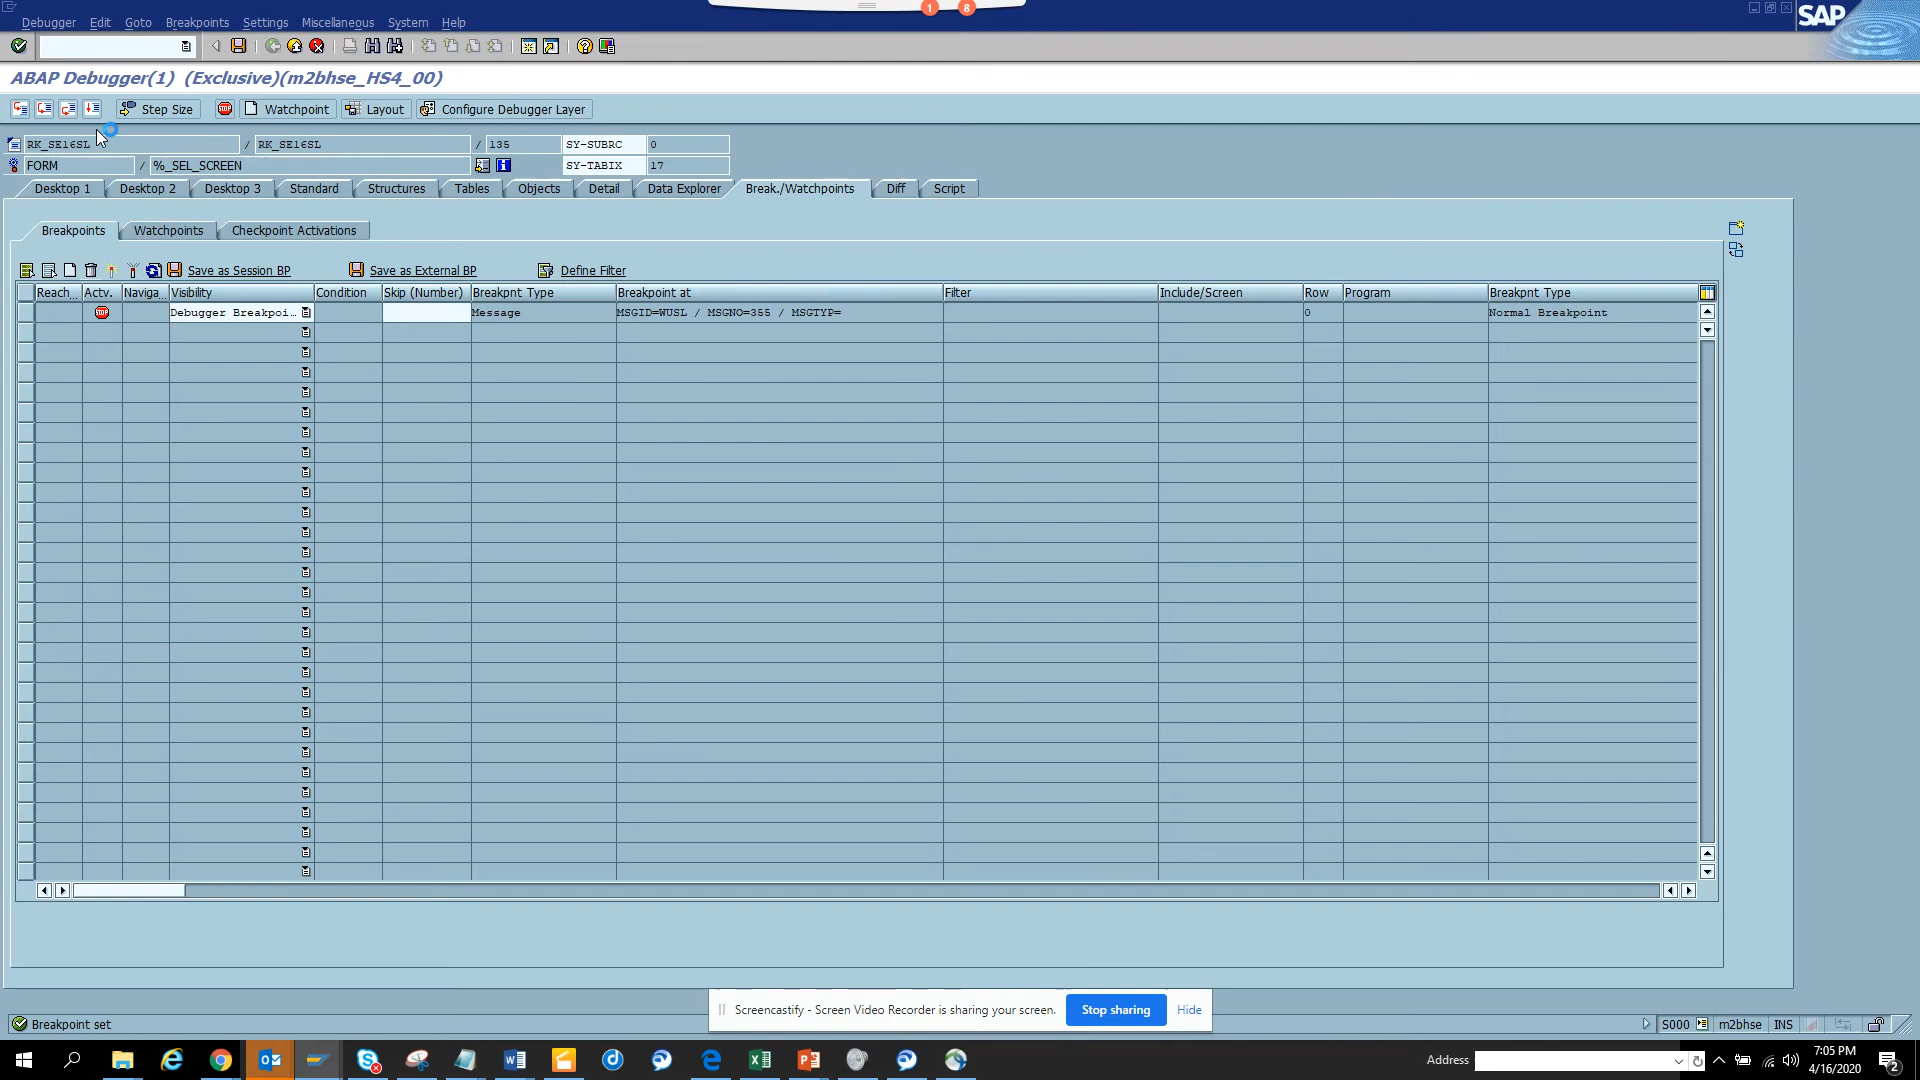 1 8
Debugger Edit Goto Breakpoints Settings Miscellaneous System Help
SAP
ABAP Debugger(1) (Exclusive)(m2bhse_HS4_00)
Step Size STOP Watchpoint Layout Configure Debugger Layer
RK_SE16SL / RK_SE16SL / 135 SY-SUBRC 0
FORM / %_SEL_SCREEN SY-TABIX 17
Desktop 1 Desktop 2 Desktop 3 Standard Structures Tables Objects Detail Data Explorer Break./Watchpoints Diff Script
Breakpoints Watchpoints Checkpoint Activations
Save as Session BP Save as External BP Define Filter
Reach... Actv. Naviga... Visibility Condition Skip (Number) Breakpnt Type Breakpoint at Filter Include/Screen Row Program Breakpnt Type
STOP Debugger Breakpoi... Message MSGID=WUSL / MSGNO=355 / MSGTYP= 0 Normal Breakpoint
Screencastify - Screen Video Recorder is sharing your screen. Stop sharing Hide
Breakpoint set S000 m2bhse INS
Address 7:05 PM
4/16/2020 2